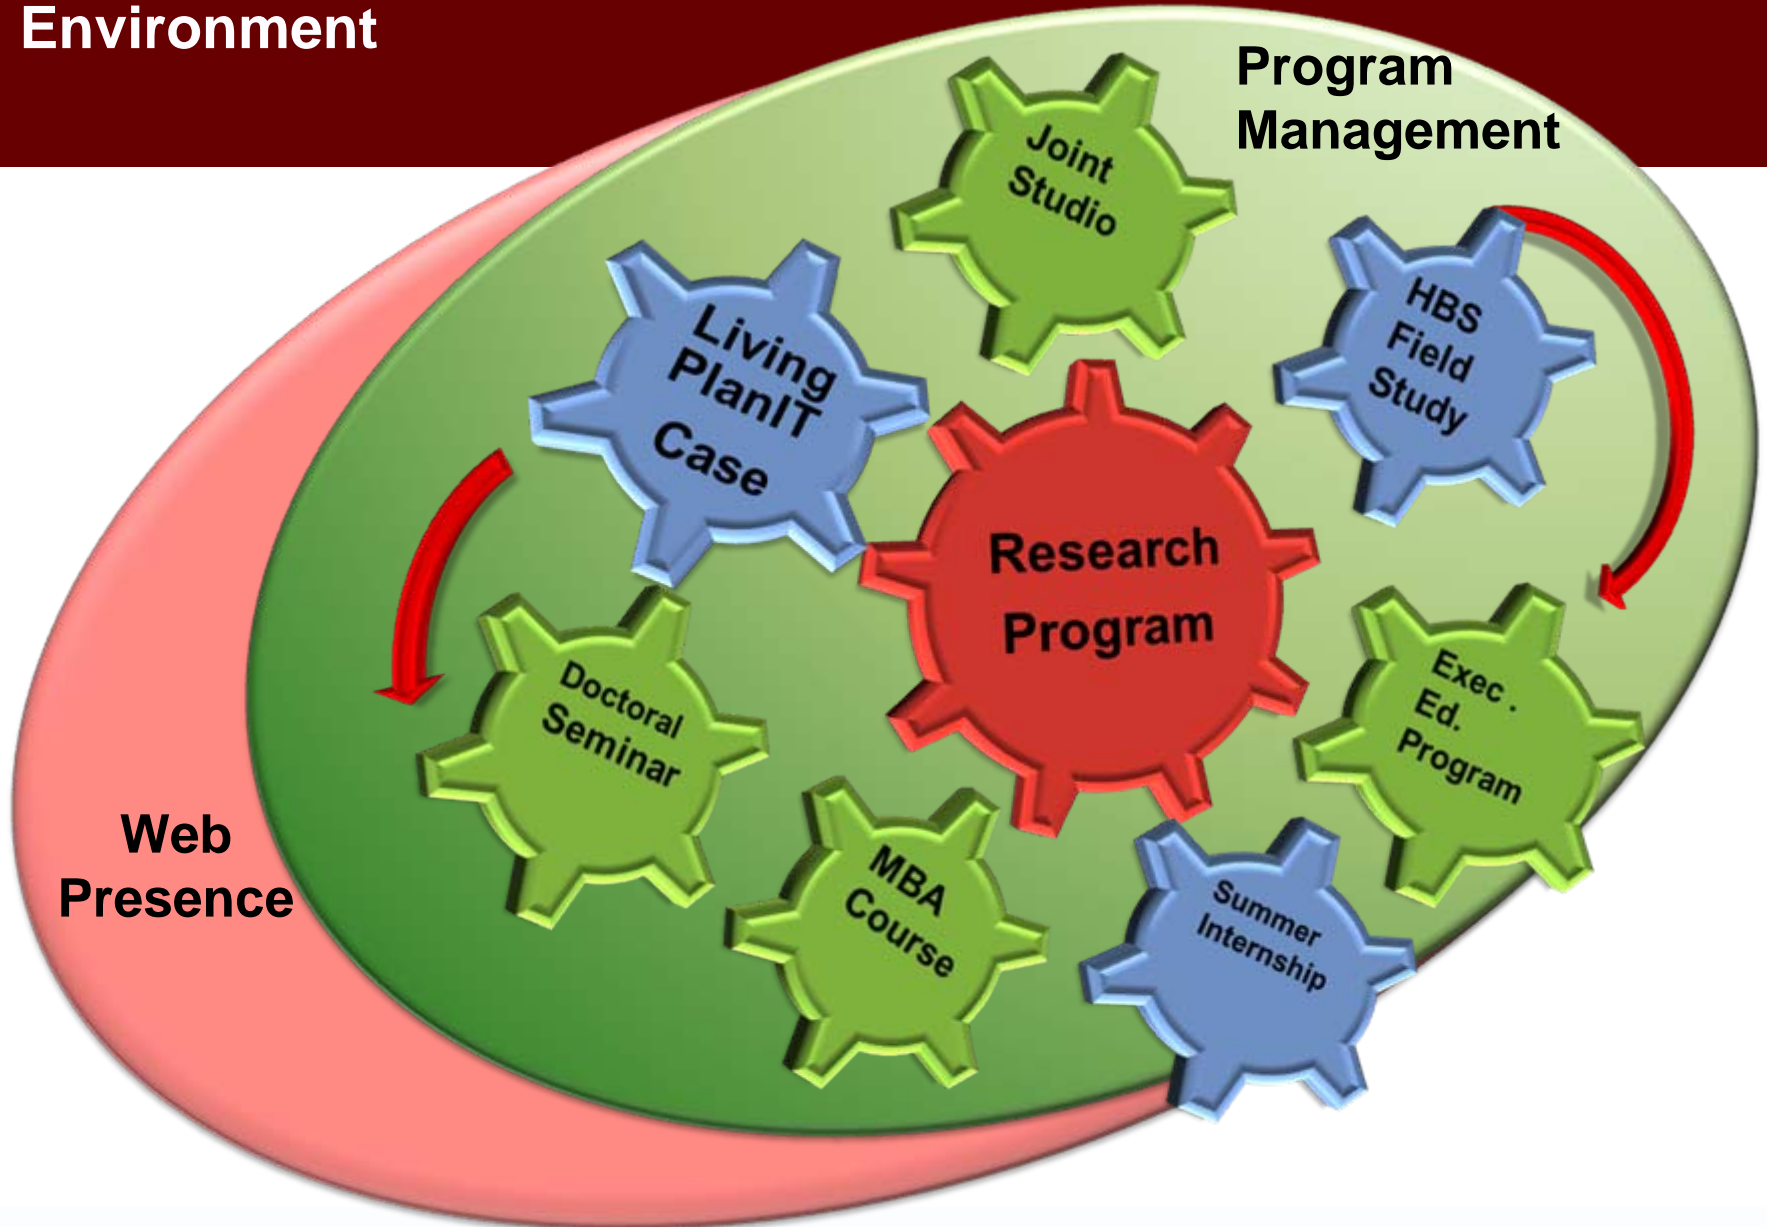 Environment
Program
Management
Joint
Studio
HBS
Field
Study
Living
PlanIT
Case
Research
Program
Doctoral
Seminar
Exec .
Ed.
Program
Web
Presence
MBA
Course
Summer
Internship